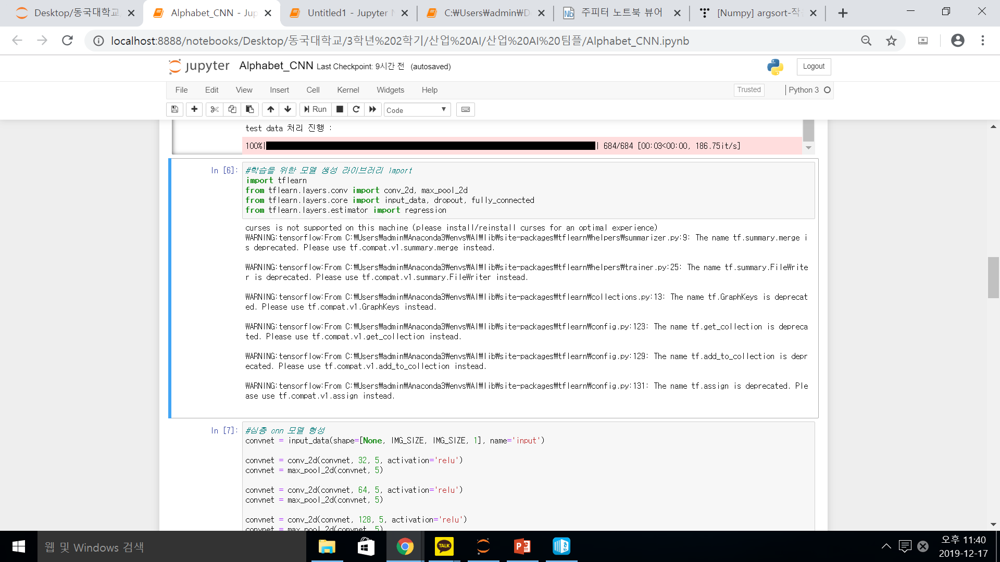 Desktop/동국대학교
Alphabet_CNN - Jup
Untitled1 - Jupyter N
C:\Users\admin\D
주피터 노트북 뷰어
[Numpy] argsort-작
localhost:8888/notebooks/Desktop/동국대학교/3학년%202학기/산업%20AI/산업%20AI%20팀플/Alphabet_CNN.ipynb
jupyter Alphabet_CNN Last Checkpoint: 9시간 전 (autosaved)
Logout
File Edit View Insert Cell Kernel Widgets Help
Trusted Python 3
Run Code
test data 처리 진행 :
100%| | 684/684 [00:03<00:00, 186.75it/s]
In [6]: #학습을 위한 모델 생성 라이브러리 import
import tflearn
from tflearn.layers.conv import conv_2d, max_pool_2d
from tflearn.layers.core import input_data, dropout, fully_connected
from tflearn.layers.estimator import regression
curses is not supported on this machine (please install/reinstall curses for an optimal experience)
WARNING:tensorflow:From C:\Users\admin\Anaconda3\envs\AI\lib\site-packages\tflearn\helpers\summarizer.py:9: The name tf.summary.merge i
s deprecated. Please use tf.compat.v1.summary.merge instead.
WARNING:tensorflow:From C:\Users\admin\Anaconda3\envs\AI\lib\site-packages\tflearn\helpers\trainer.py:25: The name tf.summary.FileWrite
r is deprecated. Please use tf.compat.v1.summary.FileWriter instead.
WARNING:tensorflow:From C:\Users\admin\Anaconda3\envs\AI\lib\site-packages\tflearn\collections.py:13: The name tf.GraphKeys is deprecat
ed. Please use tf.compat.v1.GraphKeys instead.
WARNING:tensorflow:From C:\Users\admin\Anaconda3\envs\AI\lib\site-packages\tflearn\config.py:123: The name tf.get_collection is depreca
ted. Please use tf.compat.v1.get_collection instead.
WARNING:tensorflow:From C:\Users\admin\Anaconda3\envs\AI\lib\site-packages\tflearn\config.py:129: The name tf.add_to_collection is depr
ecated. Please use tf.compat.v1.add_to_collection instead.
WARNING:tensorflow:From C:\Users\admin\Anaconda3\envs\AI\lib\site-packages\tflearn\config.py:131: The name tf.assign is deprecated. Ple
ase use tf.compat.v1.assign instead.
In [7]: #심층 cnn 모델 형성
convnet = input_data(shape=[None, IMG_SIZE, IMG_SIZE, 1], name='input')
convnet = conv_2d(convnet, 32, 5, activation='relu')
convnet = max_pool_2d(convnet, 5)
convnet = conv_2d(convnet, 64, 5, activation='relu')
convnet = max_pool_2d(convnet, 5)
convnet = conv_2d(convnet, 128, 5, activation='relu')
convnet = max_pool_2d(convnet, 5)
웹 및 Windows 검색
TALK
오후 11:40
2019-12-17